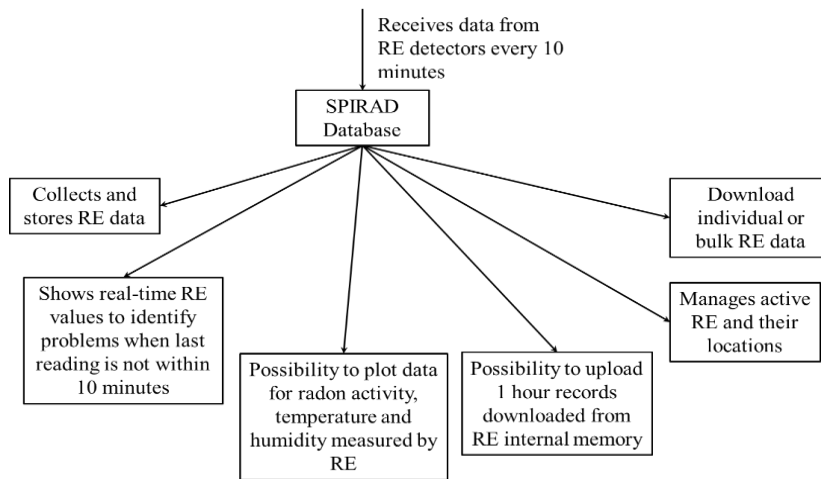 Receives data from
RE detectors every 10
minutes
SPIRAD
Database
Collects and
stores RE data
Download
individual or
bulk RE data
Shows real-time RE
values to identify
problems when last
reading is not within
10 minutes
Manages active
RE and their
locations
Possibility to plot data
for radon activity,
temperature and
humidity measured by
RE
Possibility to upload
1 hour records
downloaded from
RE internal memory